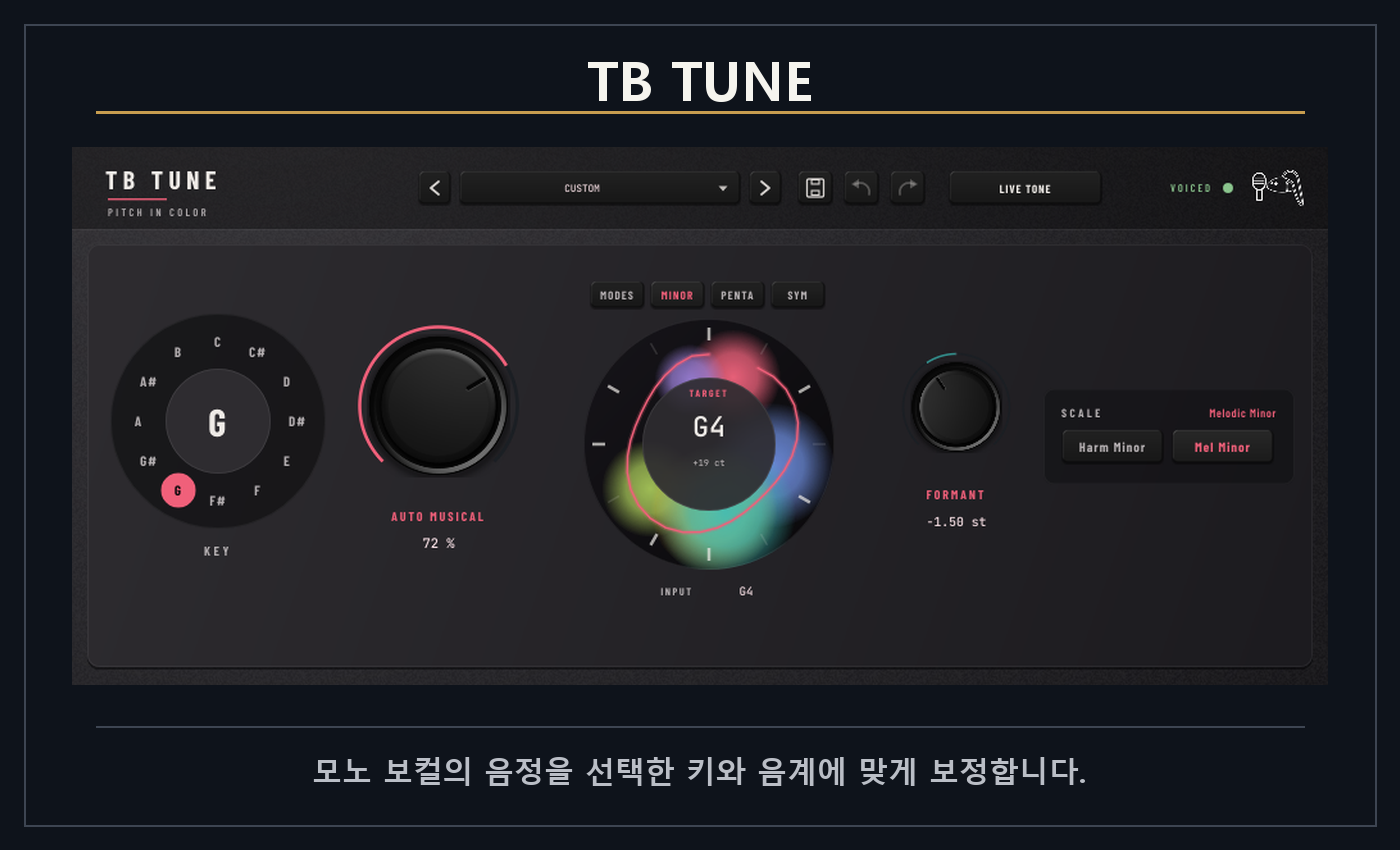 TB TUNE
TB TUNE
PITCH IN COLOR
CUSTOM
LIVE TONE
VOICED
MODES
MINOR
PENTA
SYM
C
C#
D
D#
E
F
F#
G
G#
A
A#
B
G
KEY
AUTO MUSICAL
72 %
TARGET
G4
+19 ct
INPUT G4
FORMANT
-1.50 st
SCALE Melodic Minor
Harm Minor Mel Minor
모노 보컬의 음정을 선택한 키와 음계에 맞게 보정합니다.